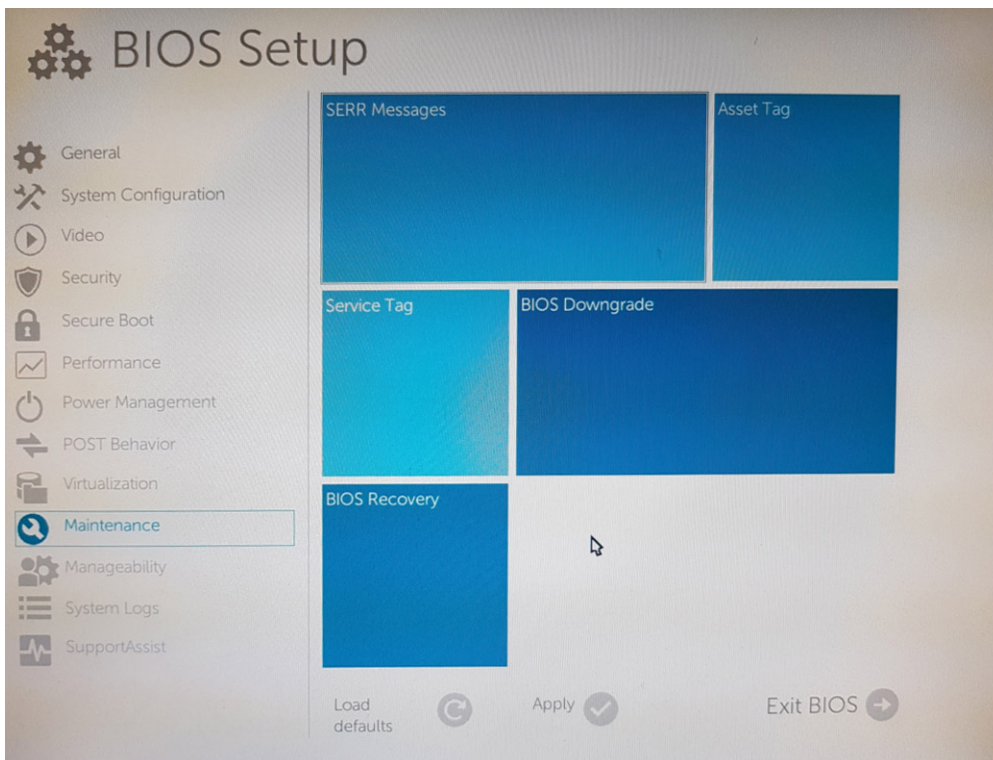 BIOS Setup
General
System Configuration
Video
Security
Secure Boot
Performance
Power Management
POST Behavior
Virtualization
Maintenance
Manageability
System Logs
SupportAssist
SERR Messages
Asset Tag
Service Tag
BIOS Downgrade
BIOS Recovery
Load
defaults
Apply
Exit BIOS